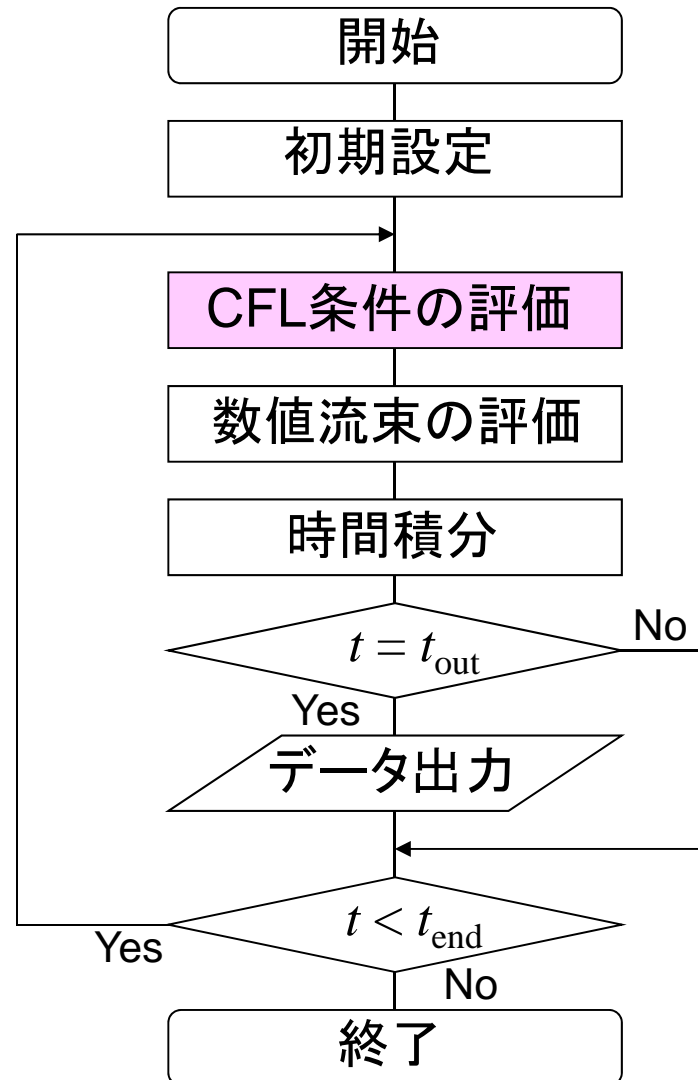 開始
初期設定
CFL条件の評価
数値流束の評価
時間積分
t = t_out
No
Yes
データ出力
t < t_end
Yes
No
終了